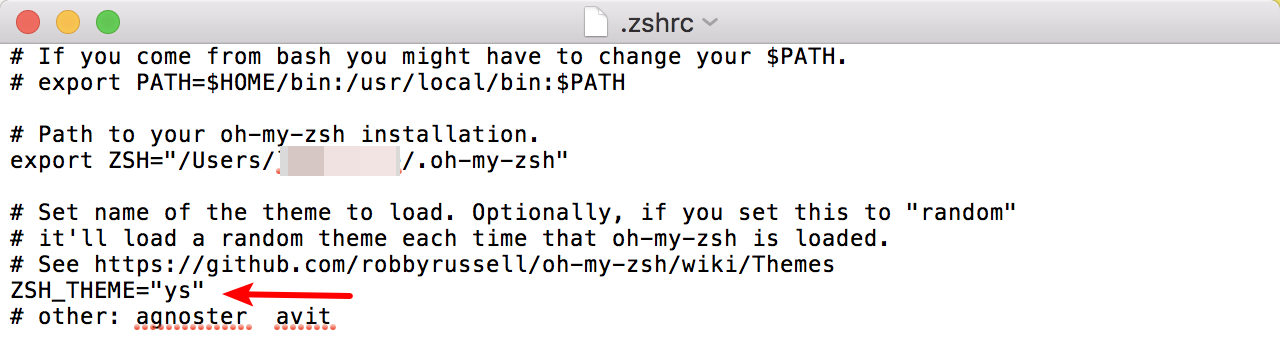 .zshrc
# If you come from bash you might have to change your $PATH.
# export PATH=$HOME/bin:/usr/local/bin:$PATH
# Path to your oh-my-zsh installation.
export ZSH="/Users/ /.oh-my-zsh"
# Set name of the theme to load. Optionally, if you set this to "random"
# it'll load a random theme each time that oh-my-zsh is loaded.
# See https://github.com/robbyrussell/oh-my-zsh/wiki/Themes
ZSH_THEME="ys"
# other: agnoster  avit